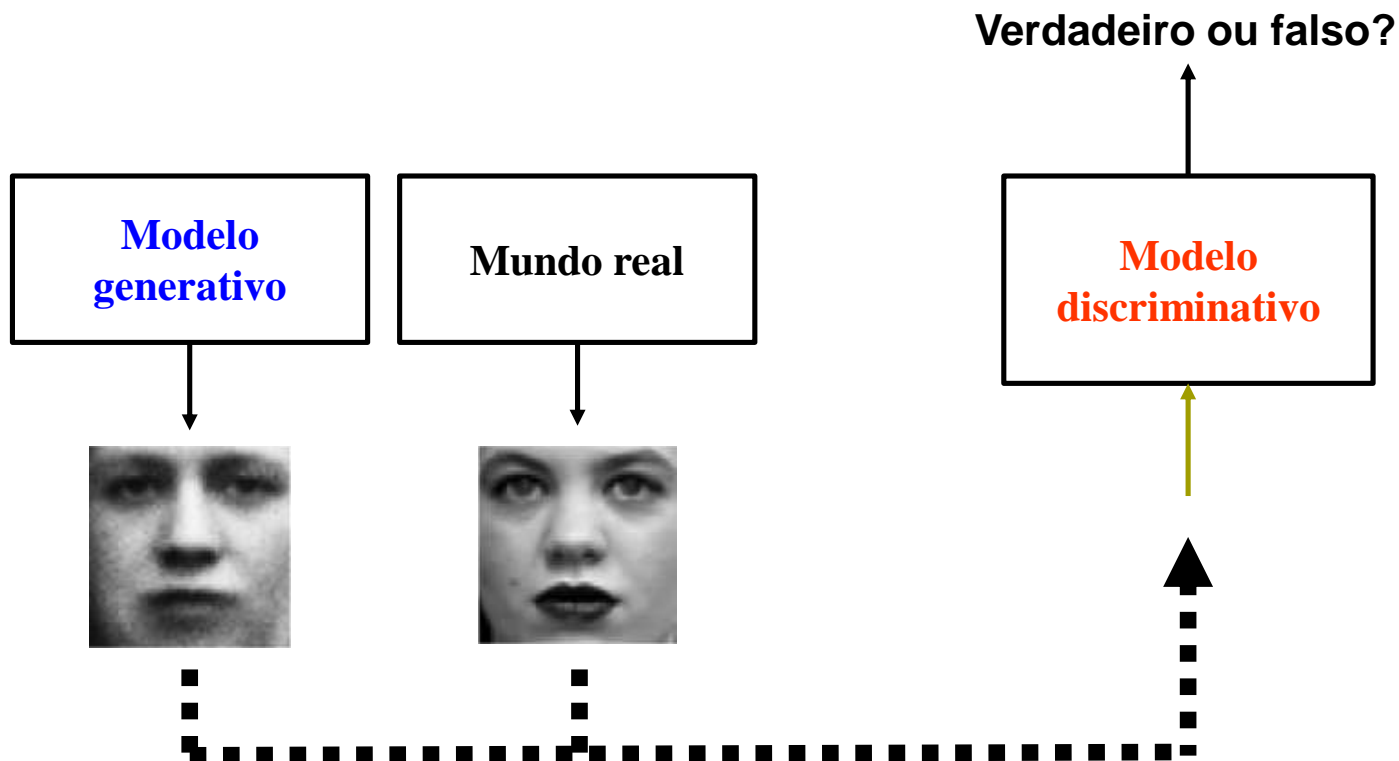 Verdadeiro ou falso?
Modelo
generativo
Mundo real
Modelo
discriminativo